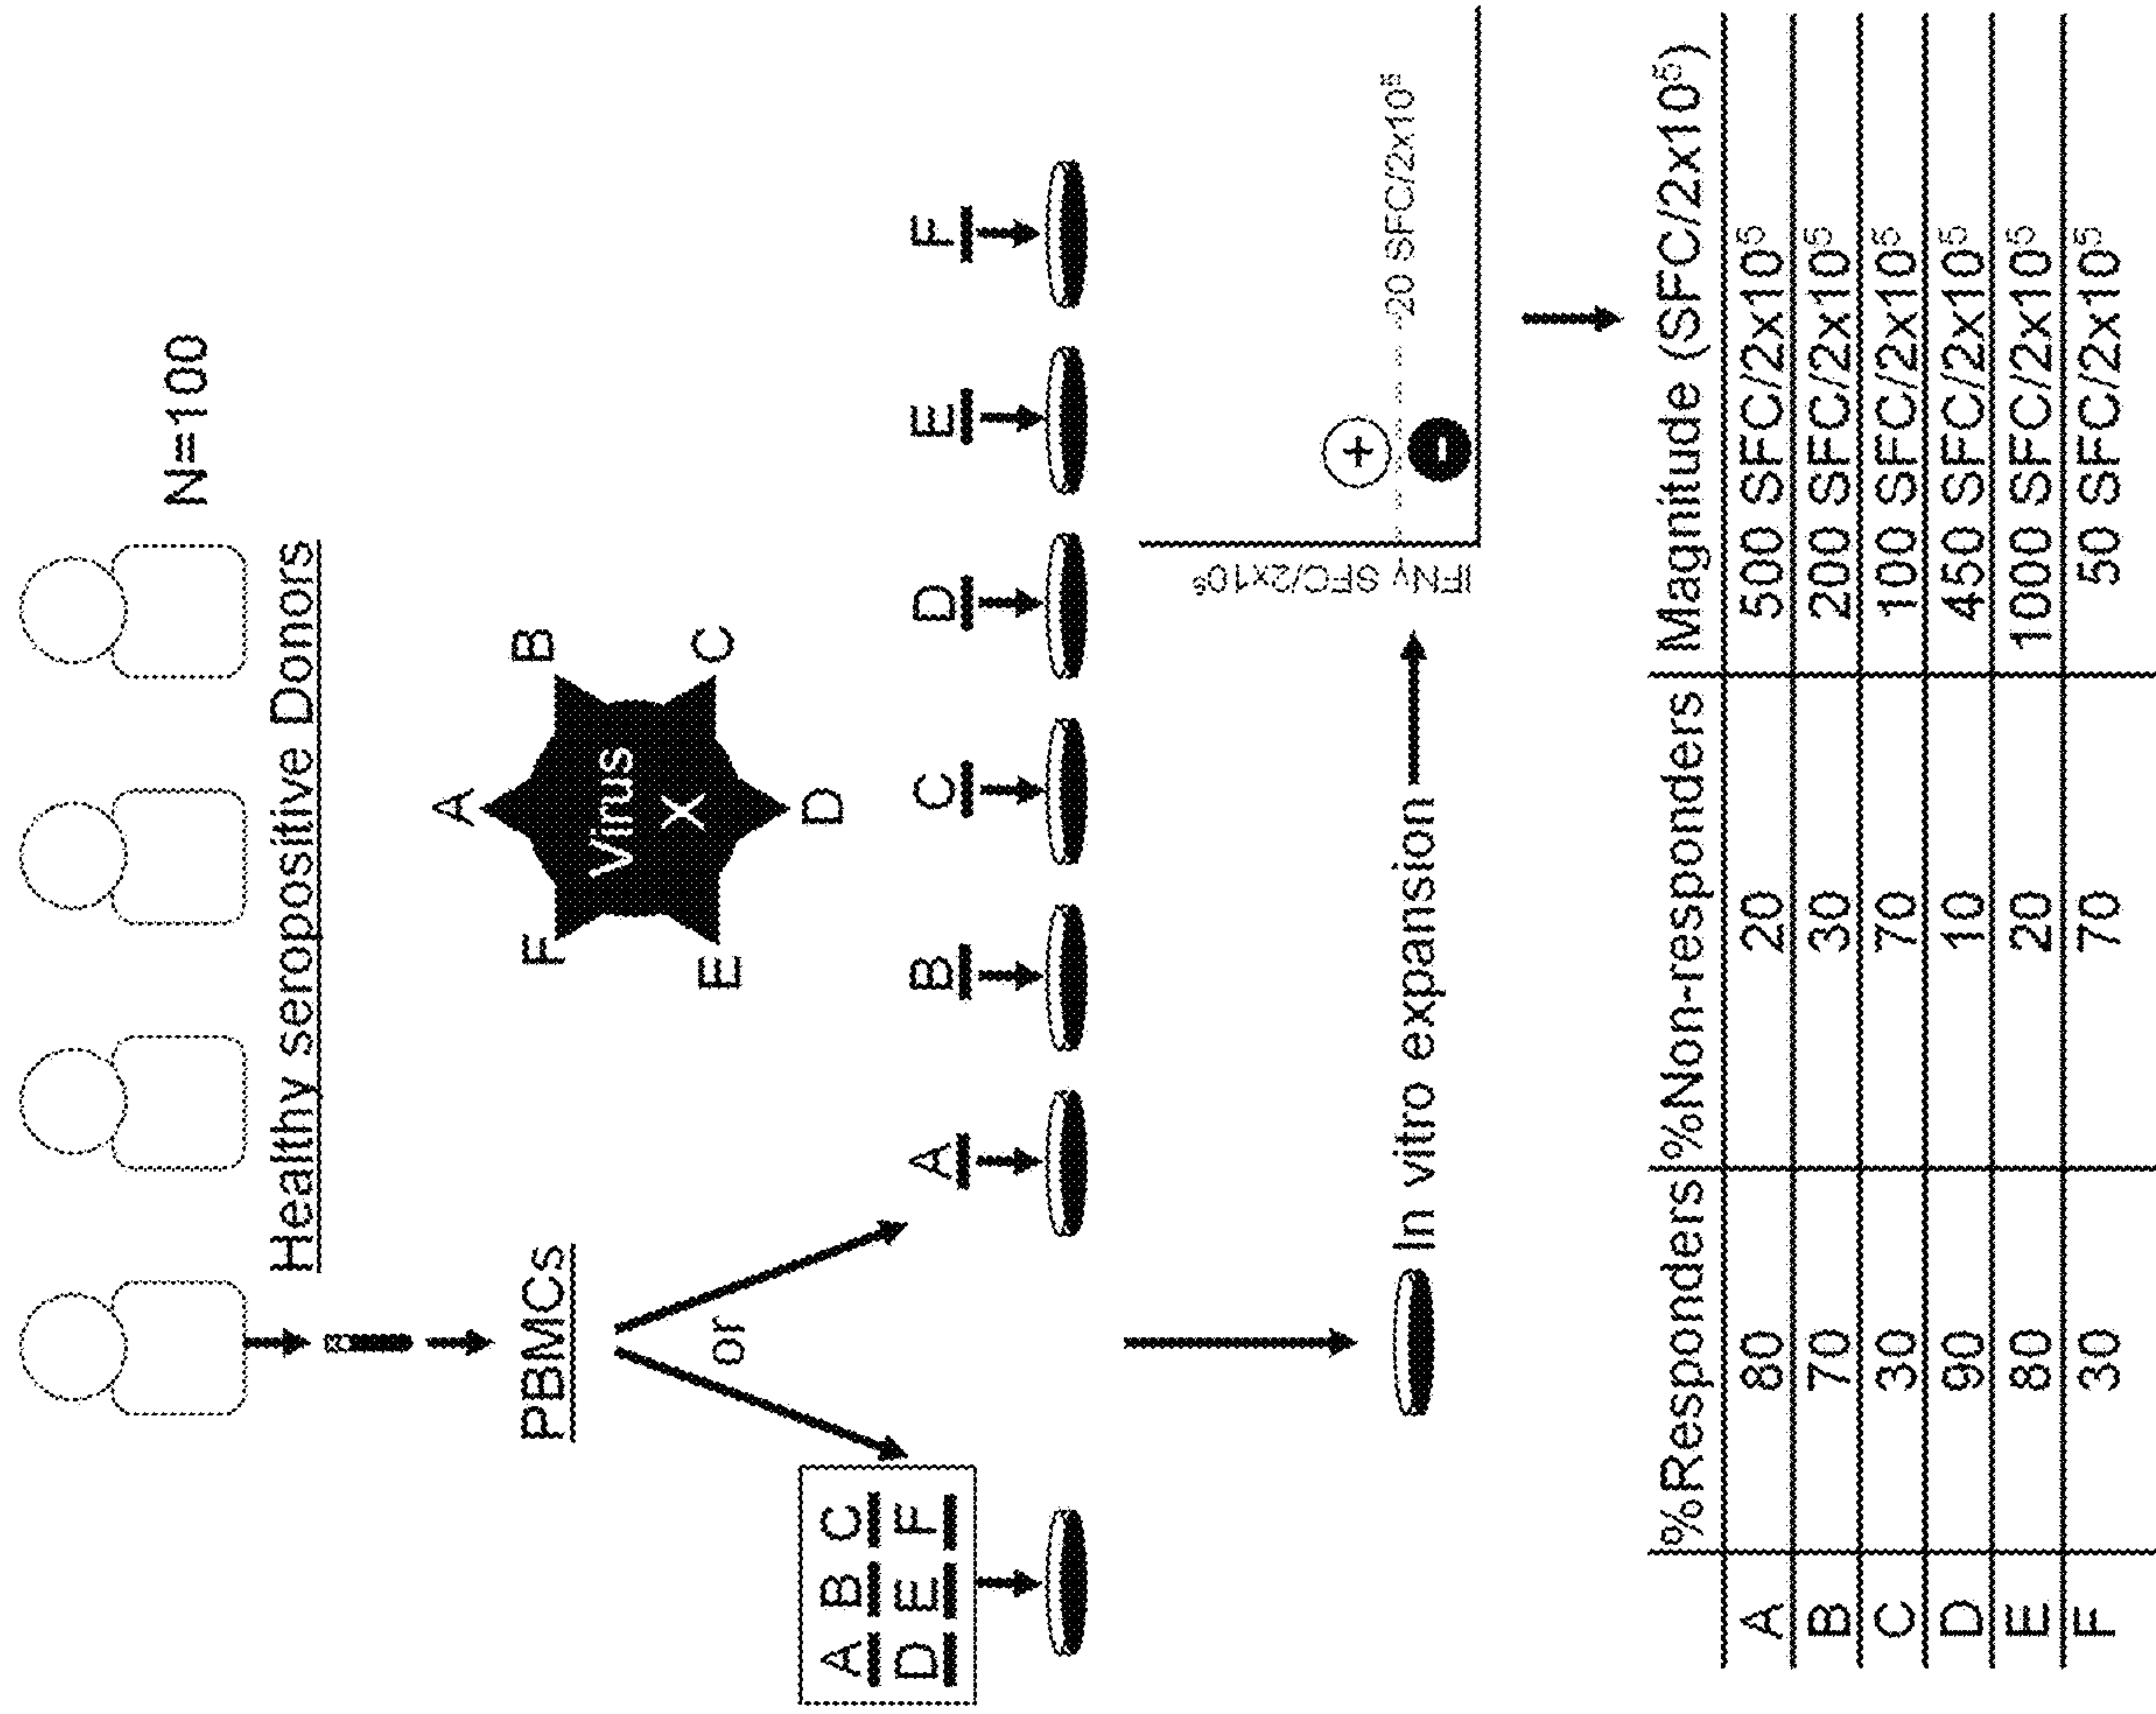 N=100
Healthy seropositive Donors
PBMCs
or
A
F B
Virus
X
E C
D
A B C
D E F
A B C D E F
In vitro expansion
IFNγ SFC/2x10⁵
+
-
20 SFC/2x10⁵
%Responders %Non-responders Magnitude (SFC/2x10⁵)
A 80 20 500 SFC/2x10⁵
B 70 30 200 SFC/2x10⁵
C 30 70 100 SFC/2x10⁵
D 90 10 450 SFC/2x10⁵
E 80 20 1000 SFC/2x10⁵
F 30 70 50 SFC/2x10⁵